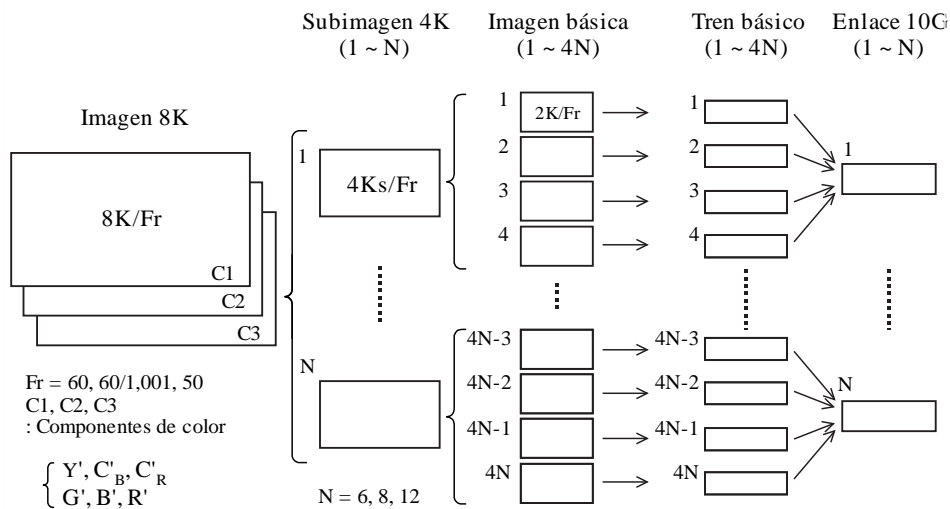 Subimagen 4K
(1 ~ N)
Imagen básica
(1 ~ 4N)
Tren básico
(1 ~ 4N)
Enlace 10G
(1 ~ N)
Imagen 8K
8K/Fr
C1
C2
C3
1
4Ks/Fr
N
1
2K/Fr
2
3
4
4N-3
4N-2
4N-1
4N
1
2
3
4
4N-3
4N-2
4N-1
4N
1
N
Fr = 60, 60/1,001, 50
C1, C2, C3
: Componentes de color
Y', C'B, C'R
G', B', R'
N = 6, 8, 12